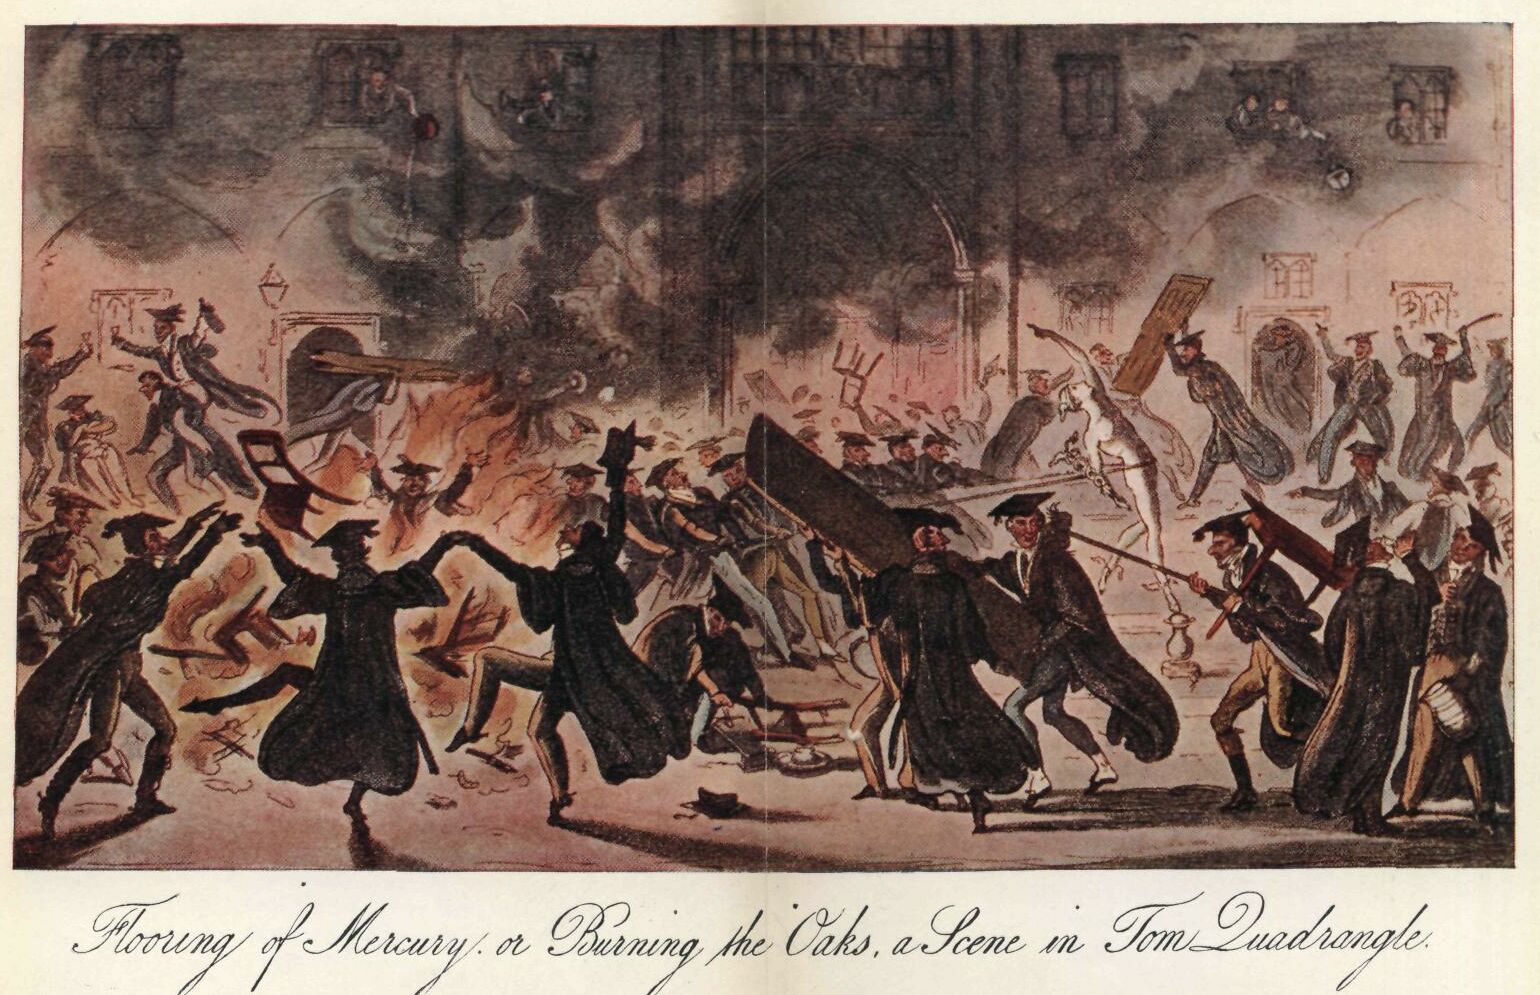 Flooring of Mercury. or Burning the Oaks, a Scene in Tom Quadrangle.